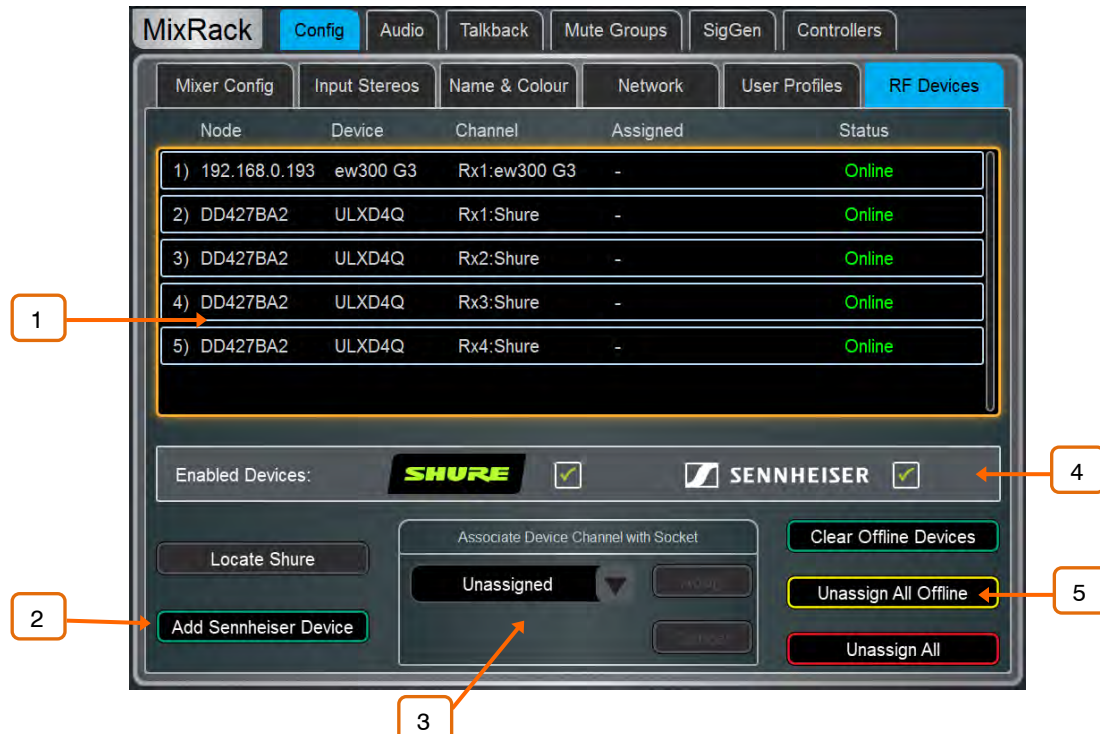 MixRack Config Audio Talkback Mute Groups SigGen Controllers
Mixer Config Input Stereos Name & Colour Network User Profiles RF Devices
Node Device Channel Assigned Status
1) 192.168.0.193 ew300 G3 Rx1:ew300 G3 - Online
2) DD427BA2 ULXD4Q Rx1:Shure - Online
3) DD427BA2 ULXD4Q Rx2:Shure - Online
4) DD427BA2 ULXD4Q Rx3:Shure - Online
1
5) DD427BA2 ULXD4Q Rx4:Shure - Online
Enabled Devices: SHURE SENNHEISER
4
Associate Device Channel with Socket
Clear Offline Devices
Locate Shure
Unassigned
Unassign All Offline
5
2
Add Sennheiser Device
Unassign All
3